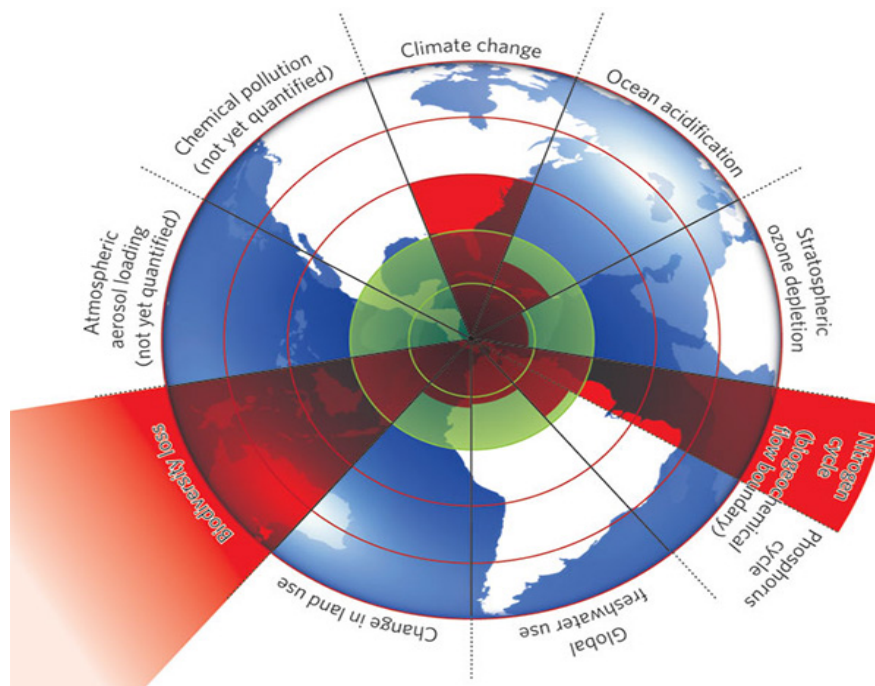 Climate change
Ocean acidification
Stratospheric
ozone depletion
Nitrogen
cycle
(biogeochemical
flow boundary)
Phosphorus
cycle
Global
freshwater use
Change in land use
Biodiversity loss
Atmospheric
aerosol loading
(not yet quantified)
Chemical pollution
(not yet quantified)